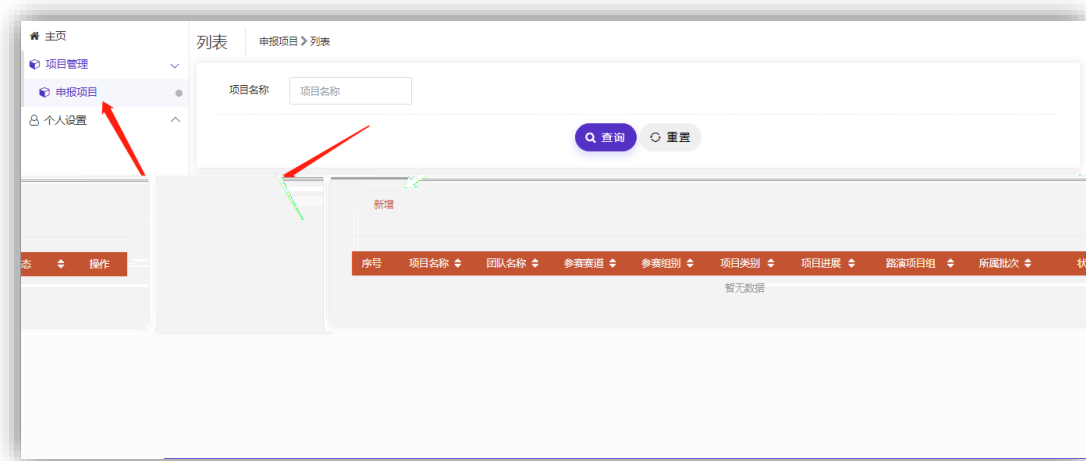 主页
项目管理
申报项目
个人设置
列表 申报项目 > 列表
项目名称 项目名称
查询 重置
新增
态 操作
序号 项目名称 团队名称 参赛赛道 参赛组别 项目类别 项目进展 路演项目组 所属批次 状
暂无数据